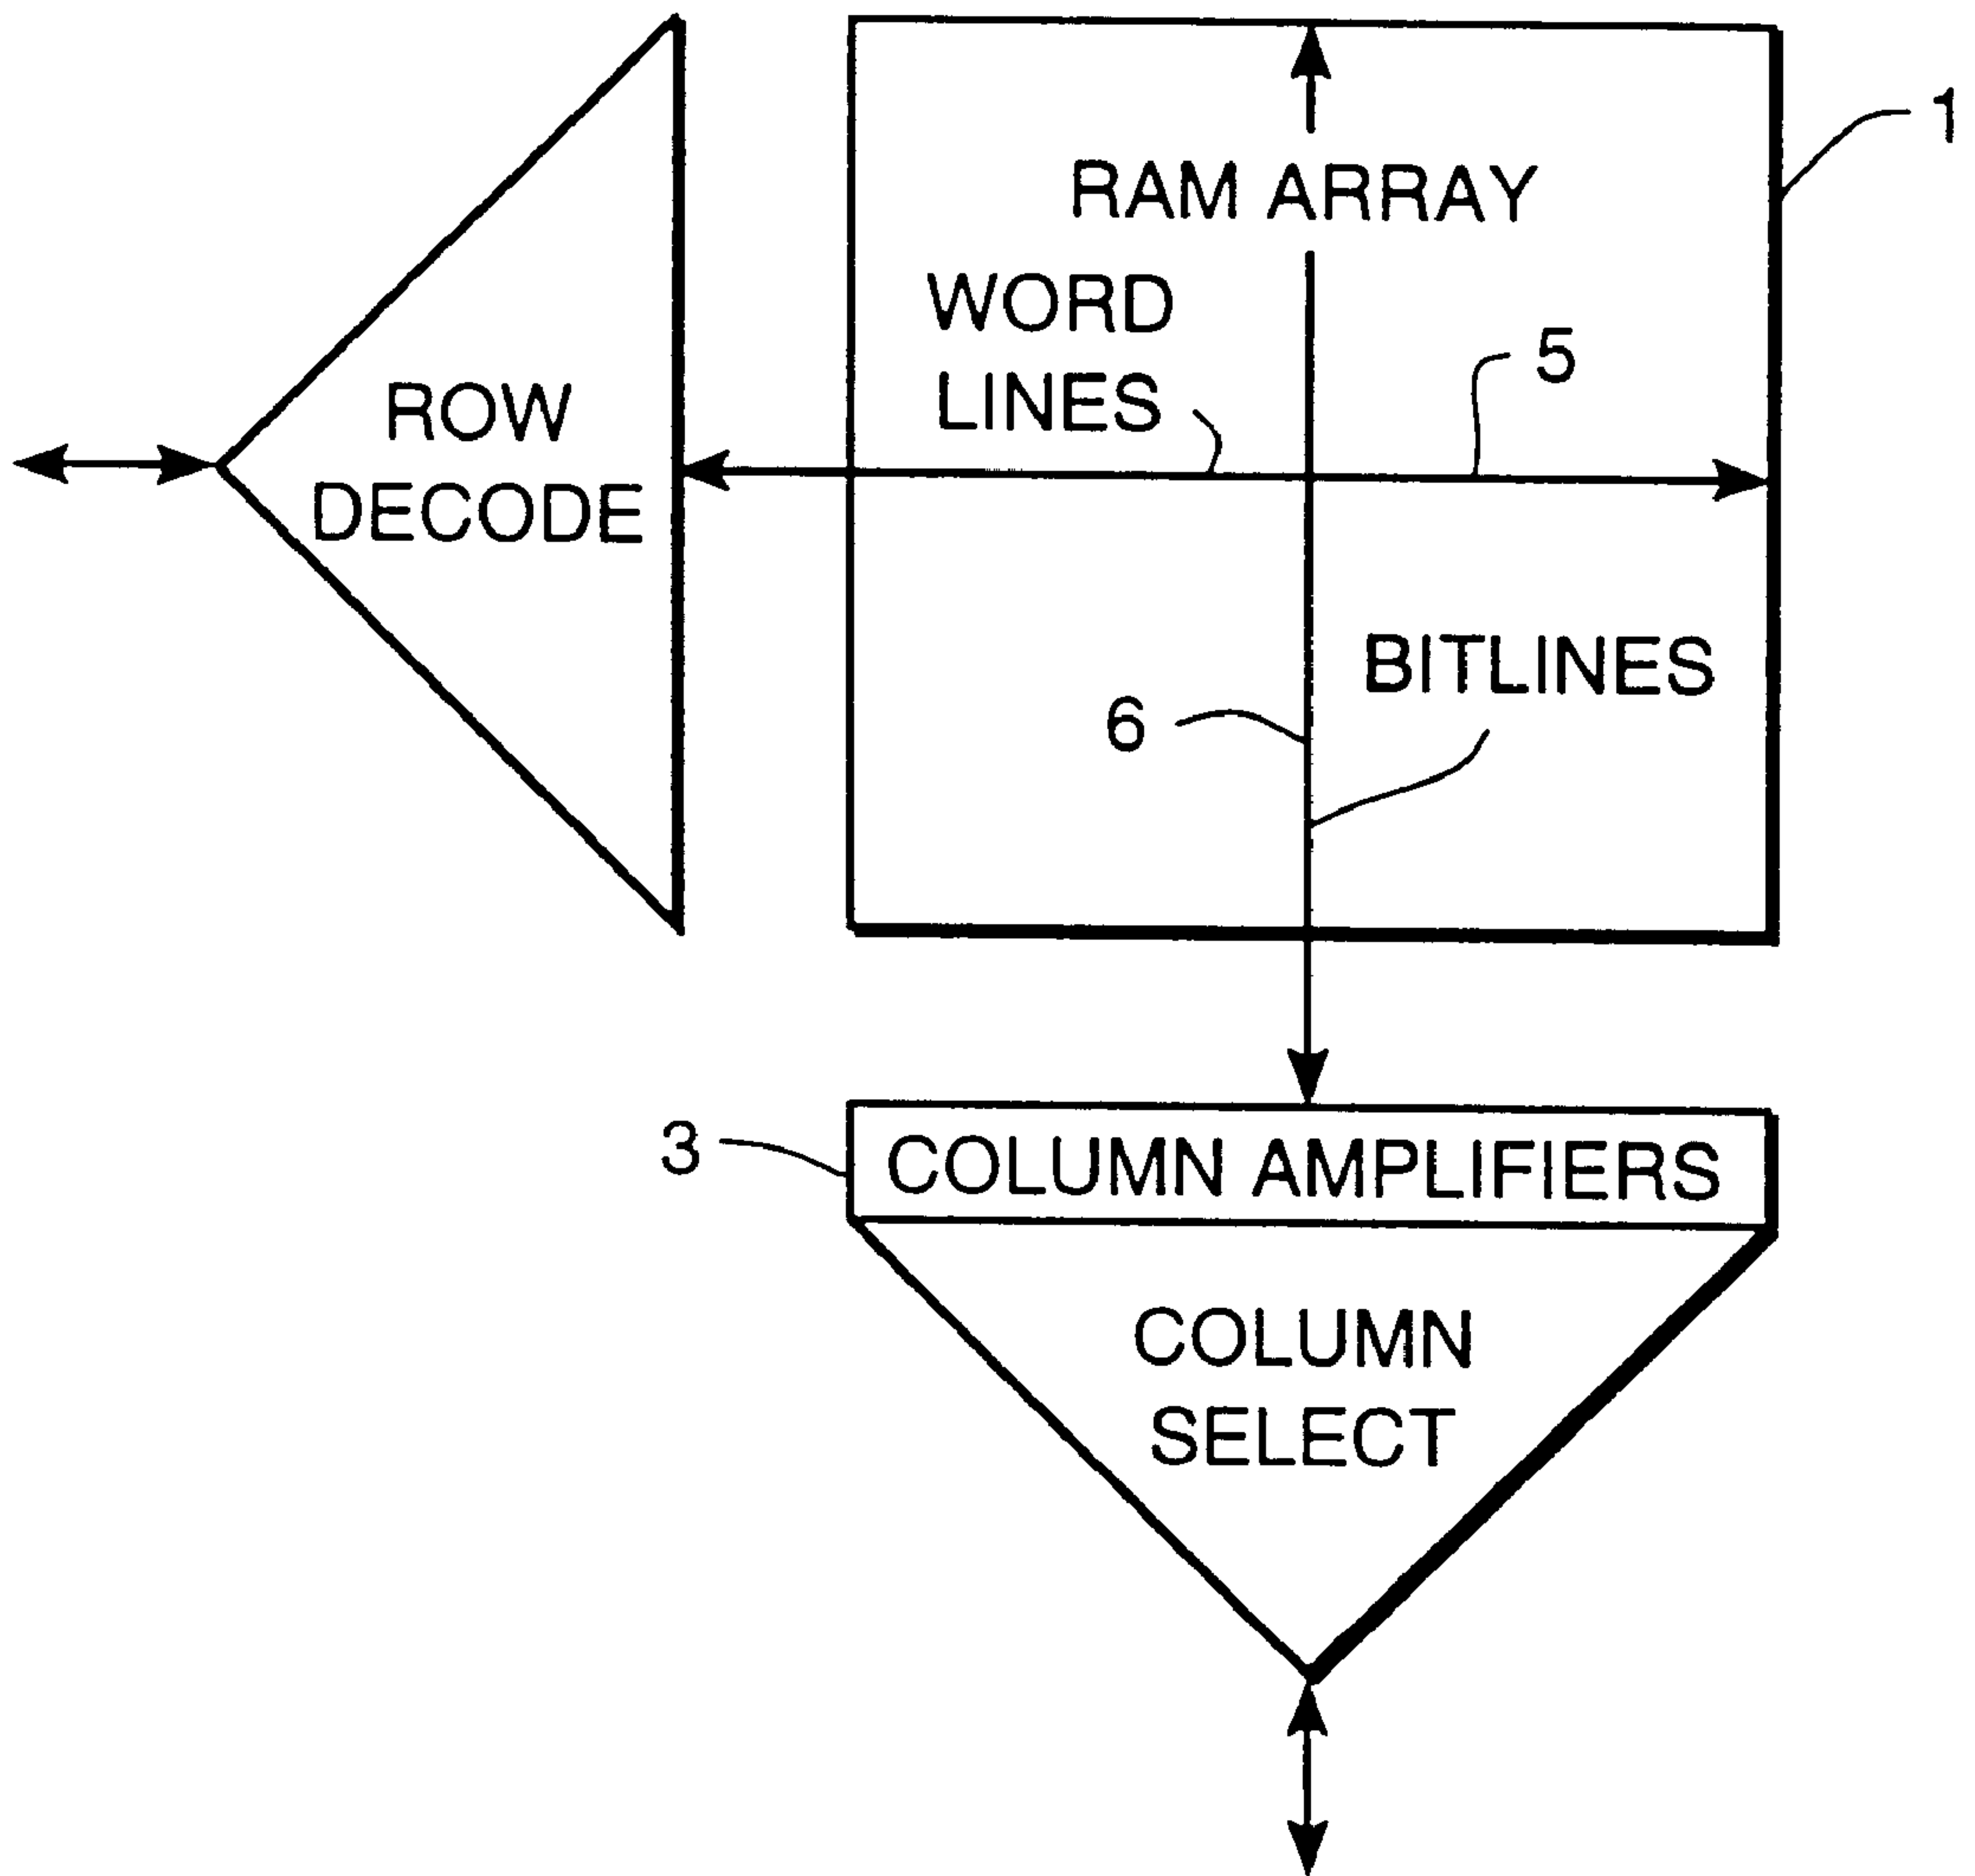 1
RAM ARRAY
WORD
LINES
5
ROW
DECODE
BITLINES
6
3
COLUMN AMPLIFIERS
COLUMN
SELECT